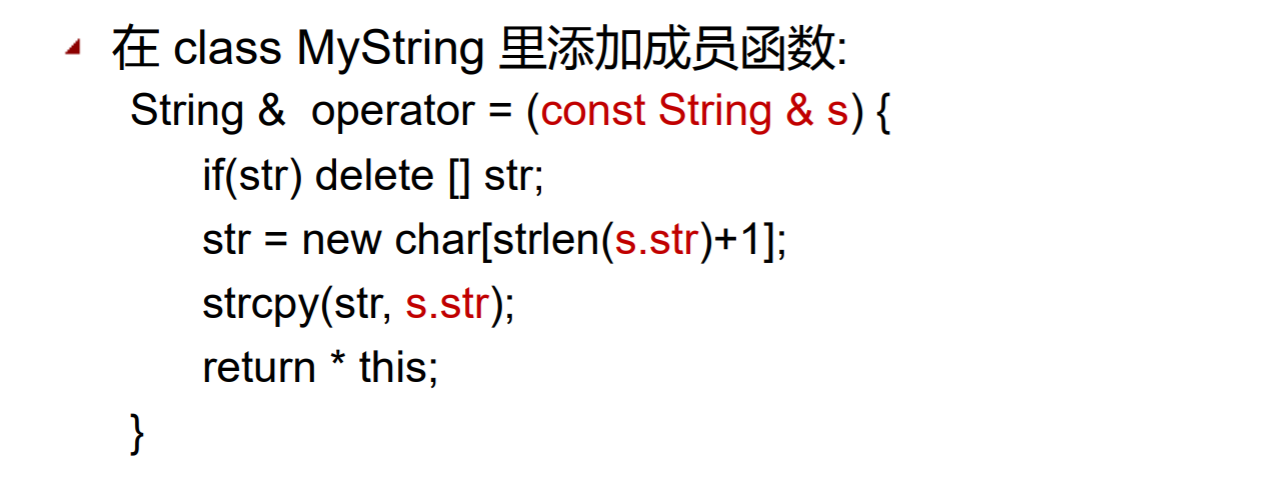 在 class MyString 里添加成员函数:
String & operator = (const String & s) {
if(str) delete [] str;
str = new char[strlen(s.str)+1];
strcpy(str, s.str);
return * this;
}